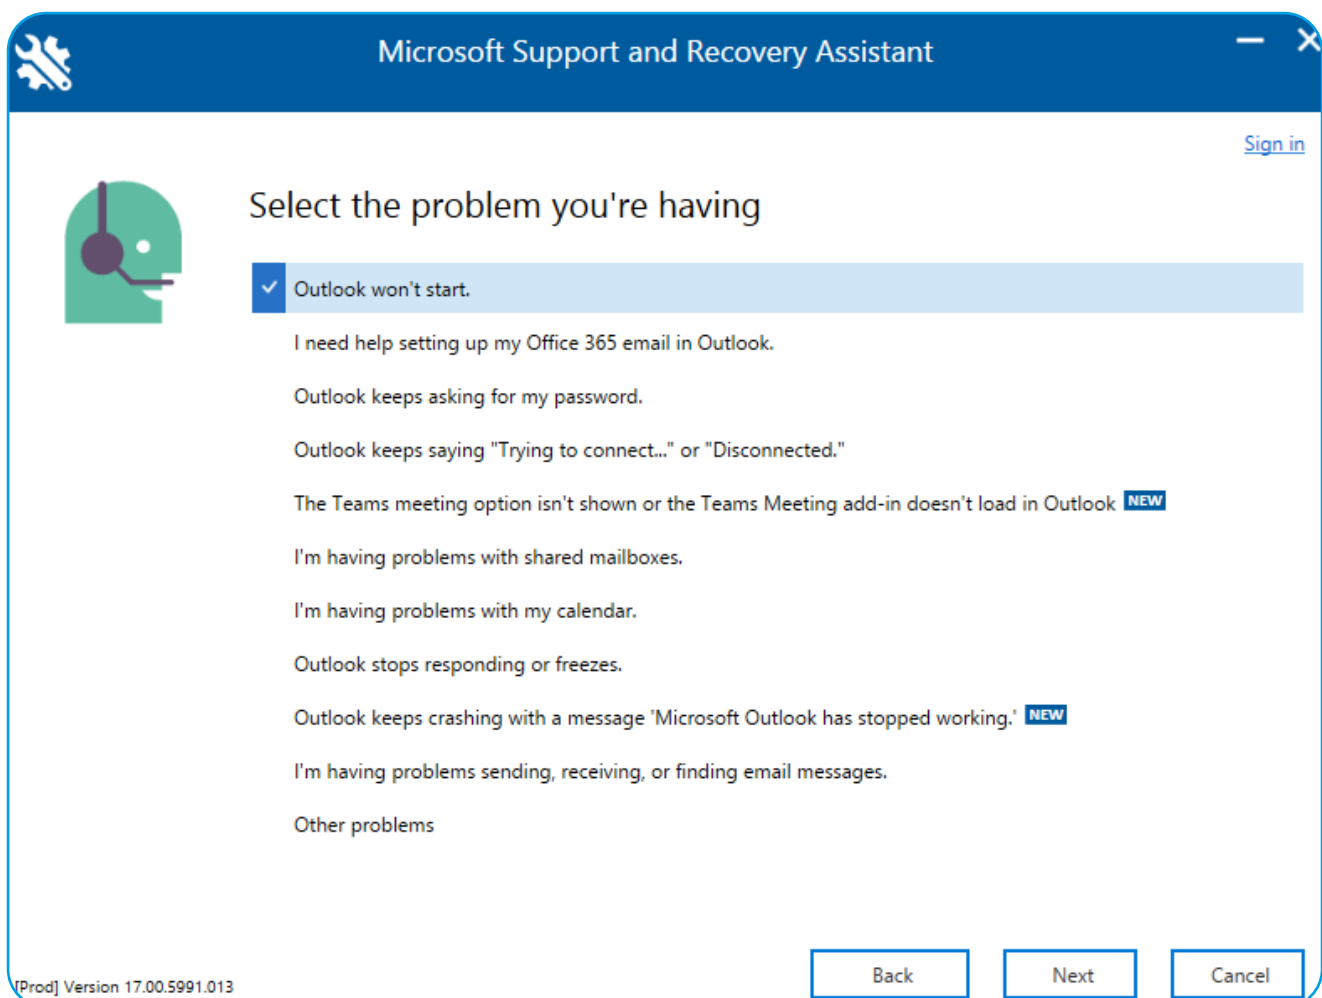 Microsoft Support and Recovery Assistant
Sign in
Select the problem you're having
Outlook won't start.
I need help setting up my Office 365 email in Outlook.
Outlook keeps asking for my password.
Outlook keeps saying "Trying to connect..." or "Disconnected."
The Teams meeting option isn't shown or the Teams Meeting add-in doesn't load in Outlook NEW
I'm having problems with shared mailboxes.
I'm having problems with my calendar.
Outlook stops responding or freezes.
Outlook keeps crashing with a message 'Microsoft Outlook has stopped working.' NEW
I'm having problems sending, receiving, or finding email messages.
Other problems
Back Next Cancel
[Prod] Version 17.00.5991.013